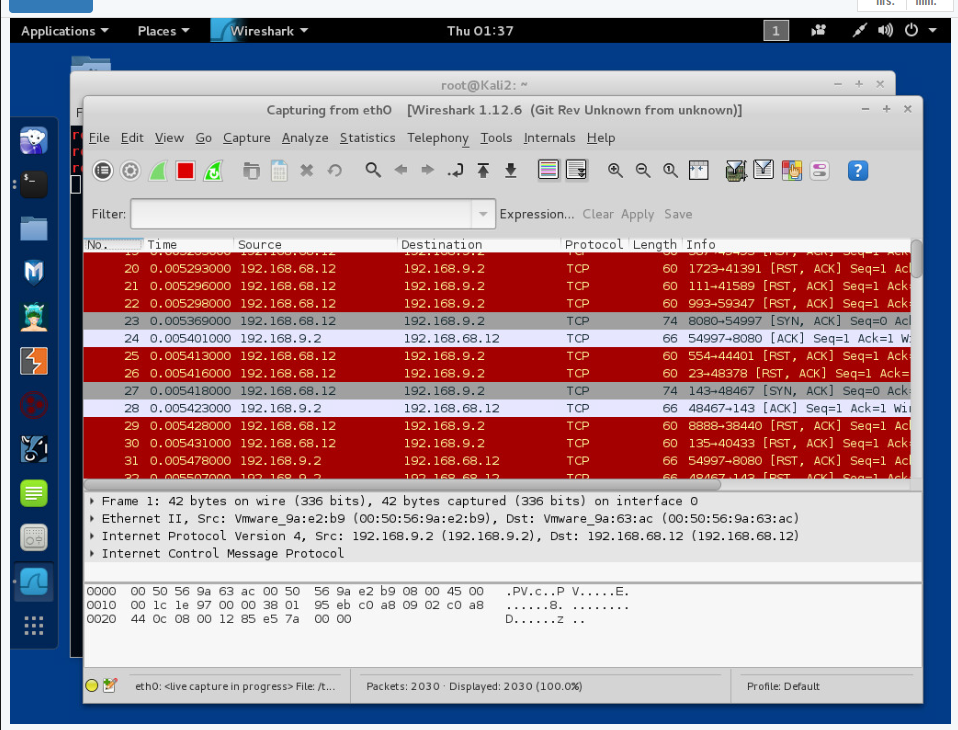 hrs. min.
Applications Places Wireshark Thu 01:37 1
root@Kali2: ~
Capturing from eth0 [Wireshark 1.12.6 (Git Rev Unknown from unknown)]
File Edit View Go Capture Analyze Statistics Telephony Tools Internals Help
Filter: Expression... Clear Apply Save
No. Time Source Destination Protocol Length Info
20 0.005293000 192.168.68.12 192.168.9.2 TCP 60 1723→41391 [RST, ACK] Seq=1 Ack
21 0.005296000 192.168.68.12 192.168.9.2 TCP 60 111→41589 [RST, ACK] Seq=1 Ack=
22 0.005298000 192.168.68.12 192.168.9.2 TCP 60 993→59347 [RST, ACK] Seq=1 Ack=
23 0.005369000 192.168.68.12 192.168.9.2 TCP 74 8080→54997 [SYN, ACK] Seq=0 Ack
24 0.005401000 192.168.9.2 192.168.68.12 TCP 66 54997→8080 [ACK] Seq=1 Ack=1 Wi
25 0.005413000 192.168.68.12 192.168.9.2 TCP 60 554→44401 [RST, ACK] Seq=1 Ack=
26 0.005416000 192.168.68.12 192.168.9.2 TCP 60 23→48378 [RST, ACK] Seq=1 Ack=
27 0.005418000 192.168.68.12 192.168.9.2 TCP 74 143→48467 [SYN, ACK] Seq=0 Ack=
28 0.005423000 192.168.9.2 192.168.68.12 TCP 66 48467→143 [ACK] Seq=1 Ack=1 Win
29 0.005428000 192.168.68.12 192.168.9.2 TCP 60 8888→38440 [RST, ACK] Seq=1 Ack
30 0.005431000 192.168.68.12 192.168.9.2 TCP 60 135→40433 [RST, ACK] Seq=1 Ack=
31 0.005478000 192.168.9.2 192.168.68.12 TCP 66 54997→8080 [RST, ACK] Seq=1 Ack
Frame 1: 42 bytes on wire (336 bits), 42 bytes captured (336 bits) on interface 0
Ethernet II, Src: Vmware_9a:e2:b9 (00:50:56:9a:e2:b9), Dst: Vmware_9a:63:ac (00:50:56:9a:63:ac)
Internet Protocol Version 4, Src: 192.168.9.2 (192.168.9.2), Dst: 192.168.68.12 (192.168.68.12)
Internet Control Message Protocol
0000 00 50 56 9a 63 ac 00 50 56 9a e2 b9 08 00 45 00 .PV.c..P V.....E.
0010 00 1c 1e 97 00 00 38 01 95 eb c0 a8 09 02 c0 a8 ......8. ........
0020 44 0c 08 00 12 85 e5 7a 00 00 D......z ..
eth0: <live capture in progress> File: /t... Packets: 2030 · Displayed: 2030 (100.0%) Profile: Default